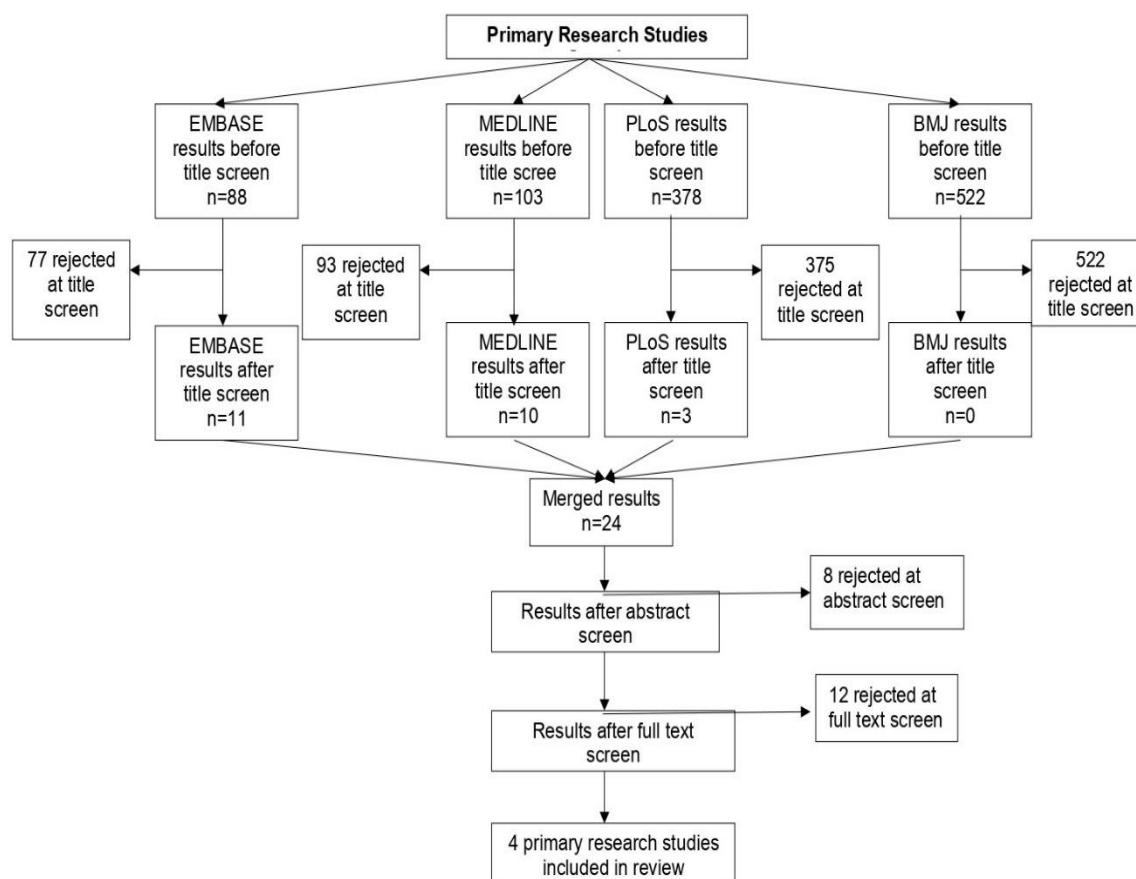 Primary Research Studies
EMBASE
results before
title screen
n=88
MEDLINE
results before
title scree
n=103
PLoS results
before title
screen
n=378
BMJ results
before title
screen
n=522
77 rejected
at title
screen
93 rejected
at title
screen
375
rejected at
title screen
522
rejected at
title screen
EMBASE
results after
title screen
n=11
MEDLINE
results after
title screen
n=10
PLoS results
after title
screen
n=3
BMJ results
after title
screen
n=0
Merged results
n=24
8 rejected at
abstract screen
Results after abstract
screen
12 rejected at
full text screen
Results after full text
screen
4 primary research studies
included in review